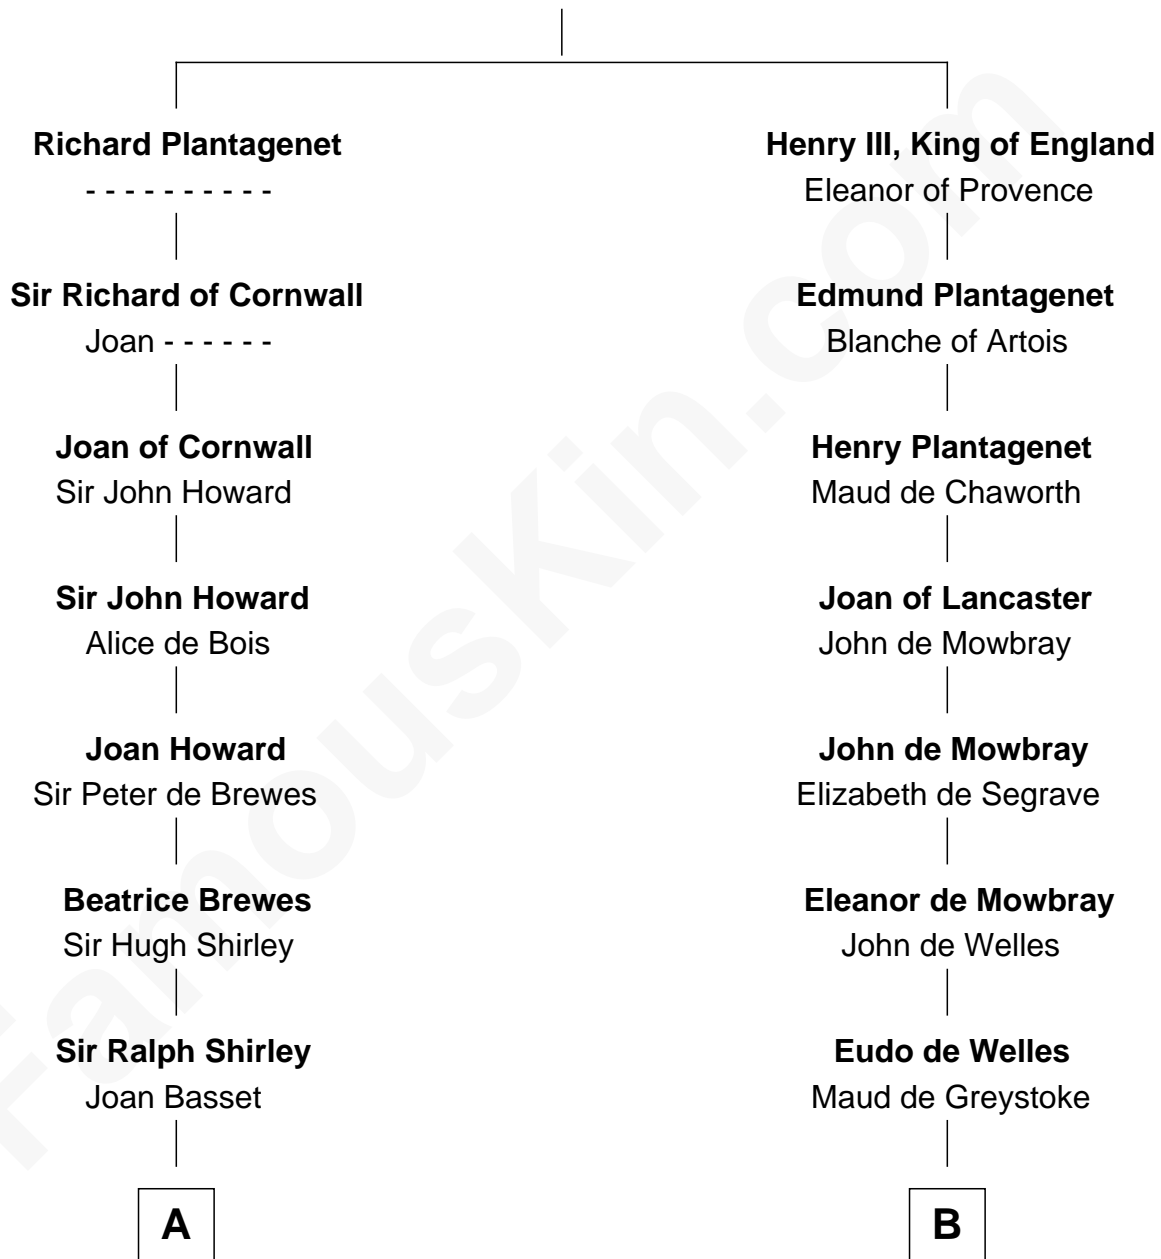 Richard Plantagenet
- - - - - - - - - -
Sir Richard of Cornwall
Joan - - - - - -
Joan of Cornwall
Sir John Howard
Sir John Howard
Alice de Bois
Joan Howard
Sir Peter de Brewes
Beatrice Brewes
Sir Hugh Shirley
Sir Ralph Shirley
Joan Basset
A
Henry III, King of England
Eleanor of Provence
Edmund Plantagenet
Blanche of Artois
Henry Plantagenet
Maud de Chaworth
Joan of Lancaster
John de Mowbray
John de Mowbray
Elizabeth de Segrave
Eleanor de Mowbray
John de Welles
Eudo de Welles
Maud de Greystoke
B
FamousKin.com